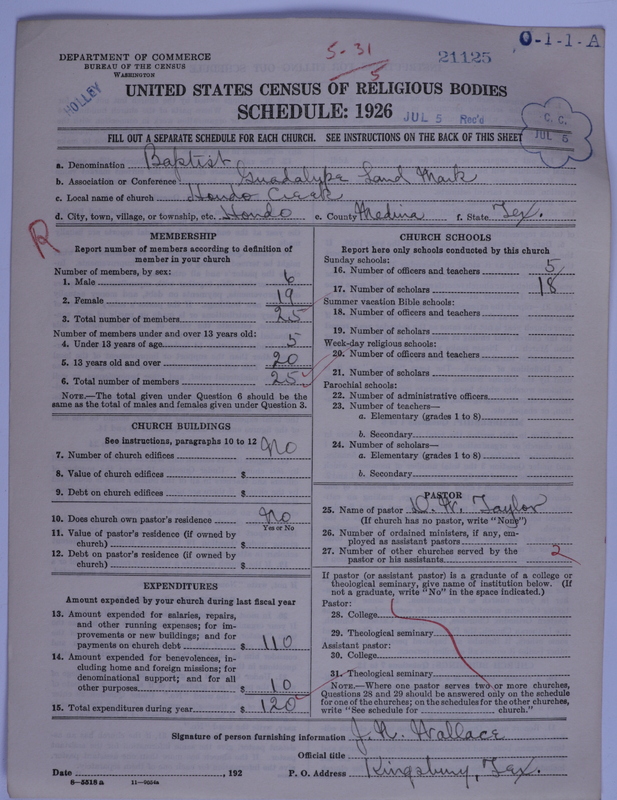 0-1-1-A
5-31
5
21125
DEPARTMENT OF COMMERCE
BUREAU OF THE CENSUS
WASHINGTON
HOLLEY
UNITED STATES CENSUS OF RELIGIOUS BODIES
SCHEDULE: 1926
JUL 5 Rec'd
C. C.
JUL 5
FILL OUT A SEPARATE SCHEDULE FOR EACH CHURCH. SEE INSTRUCTIONS ON THE BACK OF THIS SHEET
a. Denomination Baptist
b. Association or Conference Guadalype Land Mark
c. Local name of church Hondo Creek
d. City, town, village, or township, etc. Hondo e. County Medina f. State Tex.
R
MEMBERSHIP
Report number of members according to definition of
member in your church
Number of members, by sex:
1. Male 6
2. Female 19
3. Total number of members 25
Number of members under and over 13 years old:
4. Under 13 years of age 5
5. 13 years old and over 20
6. Total number of members 25
NOTE.—The total given under Question 6 should be
same as the total of males and females given under Question 3.
CHURCH BUILDINGS
See instructions, paragraphs 10 to 12
7. Number of church edifices No
8. Value of church edifices $
9. Debt on church edifices $
10. Does church own pastor's residence No
Yes or No
11. Value of pastor's residence (if owned by
church) $
12. Debt on pastor's residence (if owned by
church) $
EXPENDITURES
Amount expended by your church during last fiscal year
13. Amount expended for salaries, repairs,
and other running expenses; for im-
provements or new buildings; and for
payments on church debt $ 110
14. Amount expended for benevolences, in-
cluding home and foreign missions; for
denominational support; and for all
other purposes $ 10
15. Total expenditures during year $ 120
CHURCH SCHOOLS
Report here only schools conducted by this church
Sunday schools:
16. Number of officers and teachers 5
17. Number of scholars 18
Summer vacation Bible schools:
18. Number of officers and teachers
19. Number of scholars
Week-day religious schools:
20. Number of officers and teachers
21. Number of scholars
Parochial schools:
22. Number of administrative officers
23. Number of teachers—
a. Elementary (grades 1 to 8)
b. Secondary
24. Number of scholars—
a. Elementary (grades 1 to 8)
b. Secondary
PASTOR
25. Name of pastor D. W. Taylor
(If church has no pastor, write "None")
26. Number of ordained ministers, if any, em-
ployed as assistant pastors
27. Number of other churches served by the
pastor or his assistants 2
If pastor (or assistant pastor) is a graduate of a college or
theological seminary, give name of institution below. (If
not a graduate, write "No" in the space indicated.)
Pastor:
28. College
29. Theological seminary
Assistant pastor:
30. College
31. Theological seminary
NOTE.—Where one pastor serves two or more churches,
Questions 28 and 29 should be answered only on the schedule
for one of the churches; on the schedules for the other churches,
write "See schedule for church."
Signature of person furnishing information J. N. Wallace
Official title
Date , 192 P. O. Address Kingsbury, Tex.
8-5518 a 11-9084a